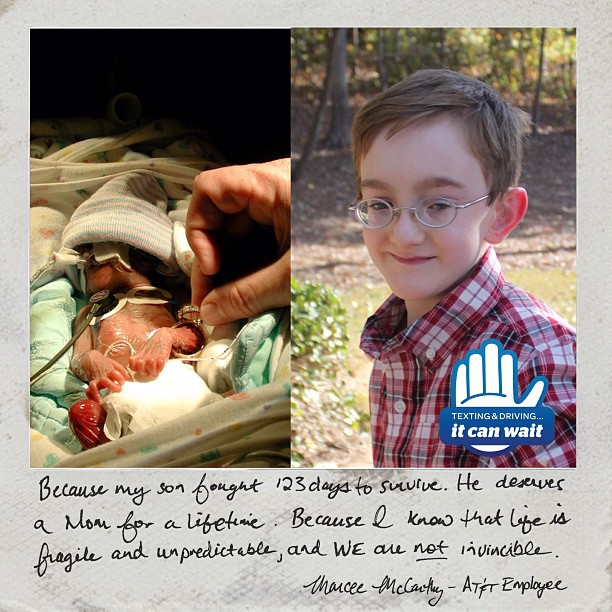 TEXTING & DRIVING...
it can wait
Because my son fought 123 days to survive. He deserves
a Mom for a lifetime. Because I know that life is
fragile and unpredictable, and WE are not invincible.
Marcee McCarthy - AT&T Employee